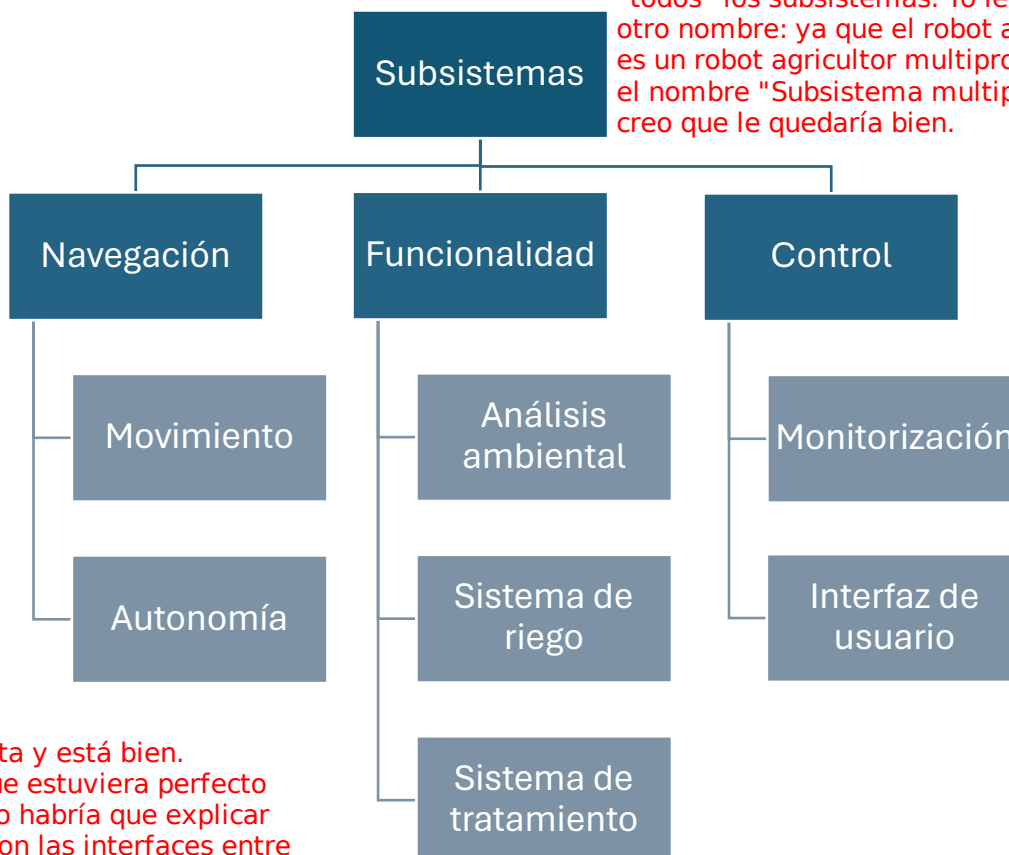 "todos" los subsistemas. Yo le
otro nombre: ya que el robot a
es un robot agricultor multipro
el nombre "Subsistema multip
creo que le quedaría bien.
Subsistemas
Navegación
Funcionalidad
Control
Movimiento
Análisis
ambiental
Monitorización
Autonomía
Sistema de
riego
Interfaz de
usuario
Sistema de
tratamiento
ta y está bien.
ue estuviera perfecto
o habría que explicar
on las interfaces entre